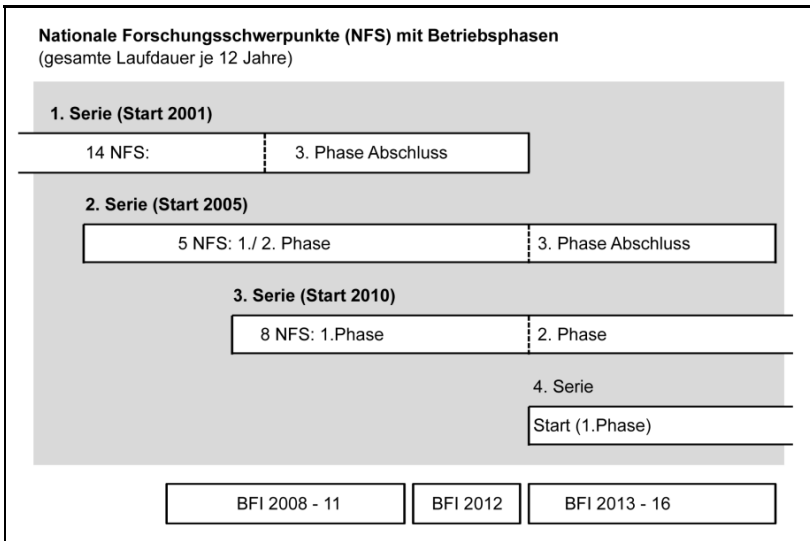 Nationale Forschungsschwerpunkte (NFS) mit Betriebsphasen
(gesamte Laufdauer je 12 Jahre)
1. Serie (Start 2001)
14 NFS:
3. Phase Abschluss
2. Serie (Start 2005)
5 NFS: 1./ 2. Phase
3. Phase Abschluss
3. Serie (Start 2010)
8 NFS: 1.Phase
2. Phase
4. Serie
Start (1.Phase)
BFI 2008 - 11
BFI 2012
BFI 2013 - 16